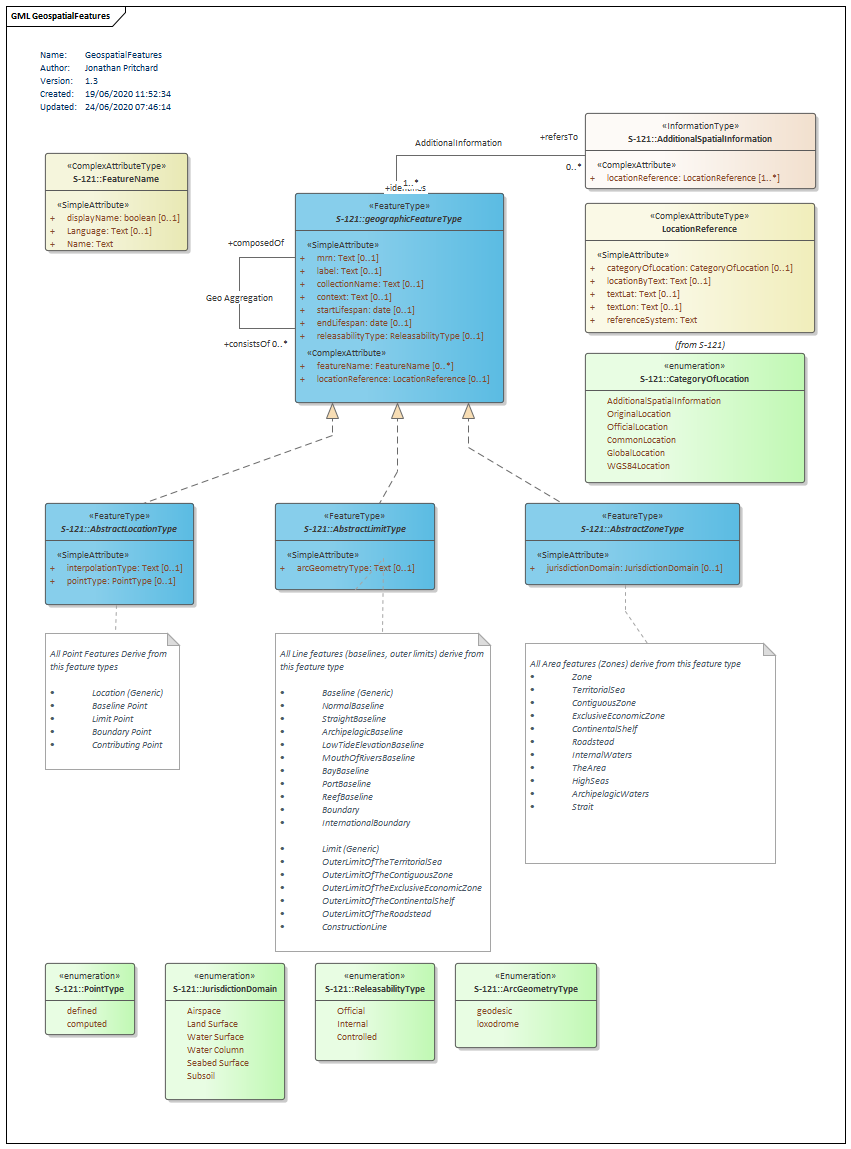 GML GeospatialFeatures
Name: GeospatialFeatures
Author: Jonathan Pritchard
Version: 1.3
Created: 19/06/2020 11:52:34
Updated: 24/06/2020 07:46:14
«ComplexAttributeType»
S-121::FeatureName
«SimpleAttribute»
+ displayName: boolean [0..1]
+ Language: Text [0..1]
+ Name: Text
AdditionalInformation
+refersTo
0..*
1..*
+identifies
«InformationType»
S-121::AdditionalSpatialInformation
«ComplexAttribute»
+ locationReference: LocationReference [1..*]
«FeatureType»
S-121::geographicFeatureType
«SimpleAttribute»
+ mrn: Text [0..1]
+ label: Text [0..1]
+ collectionName: Text [0..1]
+ context: Text [0..1]
+ startLifespan: date [0..1]
+ endLifespan: date [0..1]
+ releasabilityType: ReleasabilityType [0..1]
«ComplexAttribute»
+ featureName: FeatureName [0..*]
+ locationReference: LocationReference [0..1]
+composedOf
Geo Aggregation
+consistsOf 0..*
«ComplexAttributeType»
LocationReference
«SimpleAttribute»
+ categoryOfLocation: CategoryOfLocation [0..1]
+ locationByText: Text [0..1]
+ textLat: Text [0..1]
+ textLon: Text [0..1]
+ referenceSystem: Text
(from S-121)
«enumeration»
S-121::CategoryOfLocation
AdditionalSpatialInformation
OriginalLocation
OfficialLocation
CommonLocation
GlobalLocation
WGS84Location
«FeatureType»
S-121::AbstractLocationType
«SimpleAttribute»
+ interpolationType: Text [0..1]
+ pointType: PointType [0..1]
«FeatureType»
S-121::AbstractLimitType
«SimpleAttribute»
+ arcGeometryType: Text [0..1]
«FeatureType»
S-121::AbstractZoneType
«SimpleAttribute»
+ jurisdictionDomain: JurisdictionDomain [0..1]
All Point Features Derive from
this feature types
• Location (Generic)
• Baseline Point
• Limit Point
• Boundary Point
• Contributing Point
All Line features (baselines, outer limits) derive from
this feature type
• Baseline (Generic)
• NormalBaseline
• StraightBaseline
• ArchipelagicBaseline
• LowTideElevationBaseline
• MouthOfRiversBaseline
• BayBaseline
• PortBaseline
• ReefBaseline
• Boundary
• InternationalBoundary
• Limit (Generic)
• OuterLimitOfTheTerritorialSea
• OuterLimitOfTheContiguousZone
• OuterLimitOfTheExclusiveEconomicZone
• OuterLimitOfTheContinentalShelf
• OuterLimitOfTheRoadstead
• ConstructionLine
All Area features (Zones) derive from this feature type
• Zone
• TerritorialSea
• ContiguousZone
• ExclusiveEconomicZone
• ContinentalShelf
• Roadstead
• InternalWaters
• TheArea
• HighSeas
• ArchipelagicWaters
• Strait
«enumeration»
S-121::PointType
defined
computed
«enumeration»
S-121::JurisdictionDomain
Airspace
Land Surface
Water Surface
Water Column
Seabed Surface
Subsoil
«enumeration»
S-121::ReleasabilityType
Official
Internal
Controlled
«enumeration»
S-121::ArcGeometryType
geodesic
loxodrome